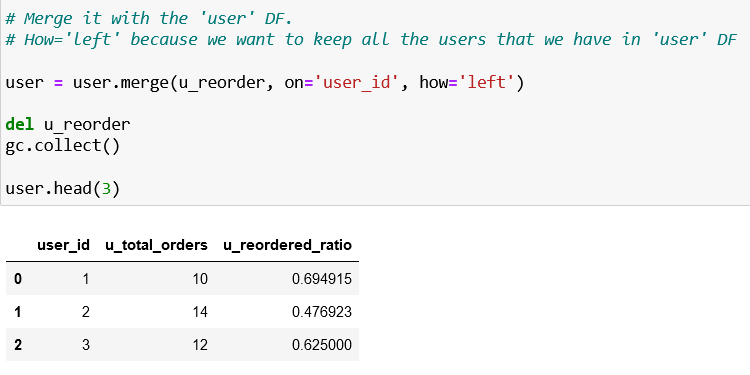 # Merge it with the 'user' DF.
# How='left' because we want to keep all the users that we have in 'user' DF
user = user.merge(u_reorder, on='user_id', how='left')
del u_reorder
gc.collect()
user.head(3)
user_id u_total_orders u_reordered_ratio
0 1 10 0.694915
1 2 14 0.476923
2 3 12 0.625000